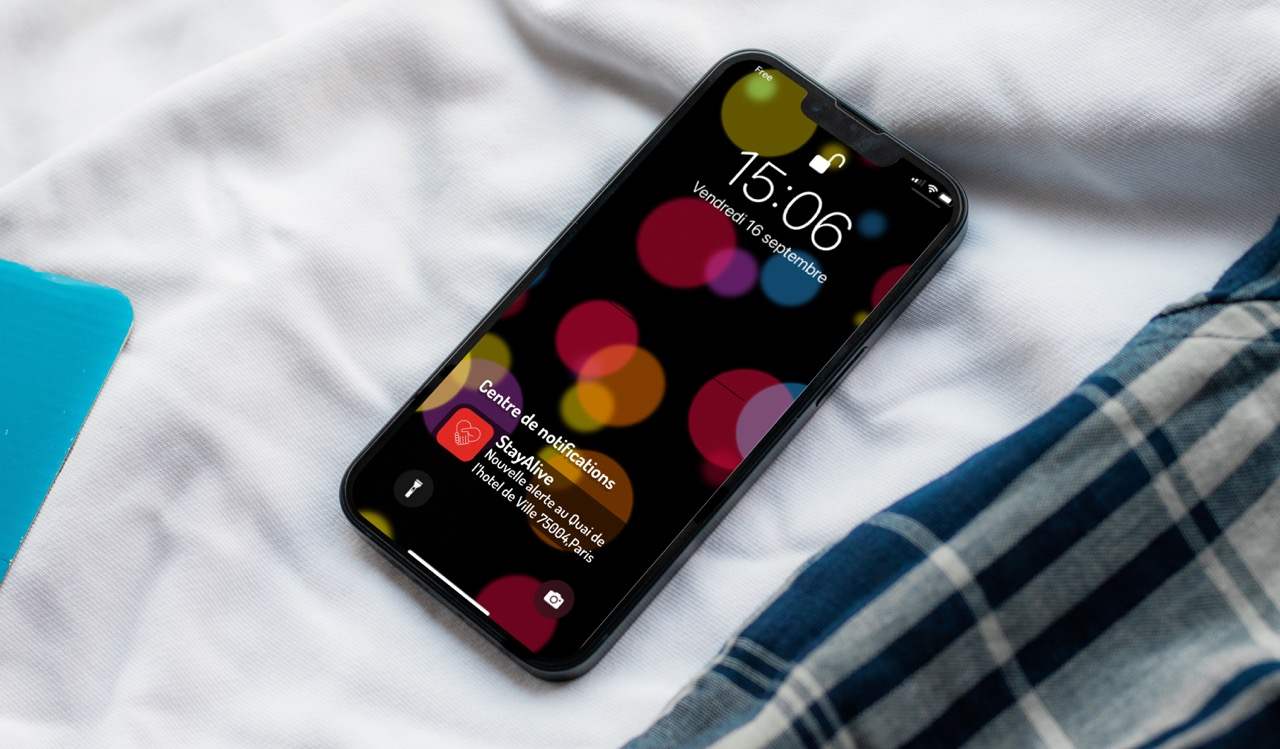 Free
15:06
Vendredi 16 septembre
Centre de notifications
StayAlive
Nouvelle alerte au Quai de
l'hotel de Ville 75004,Paris